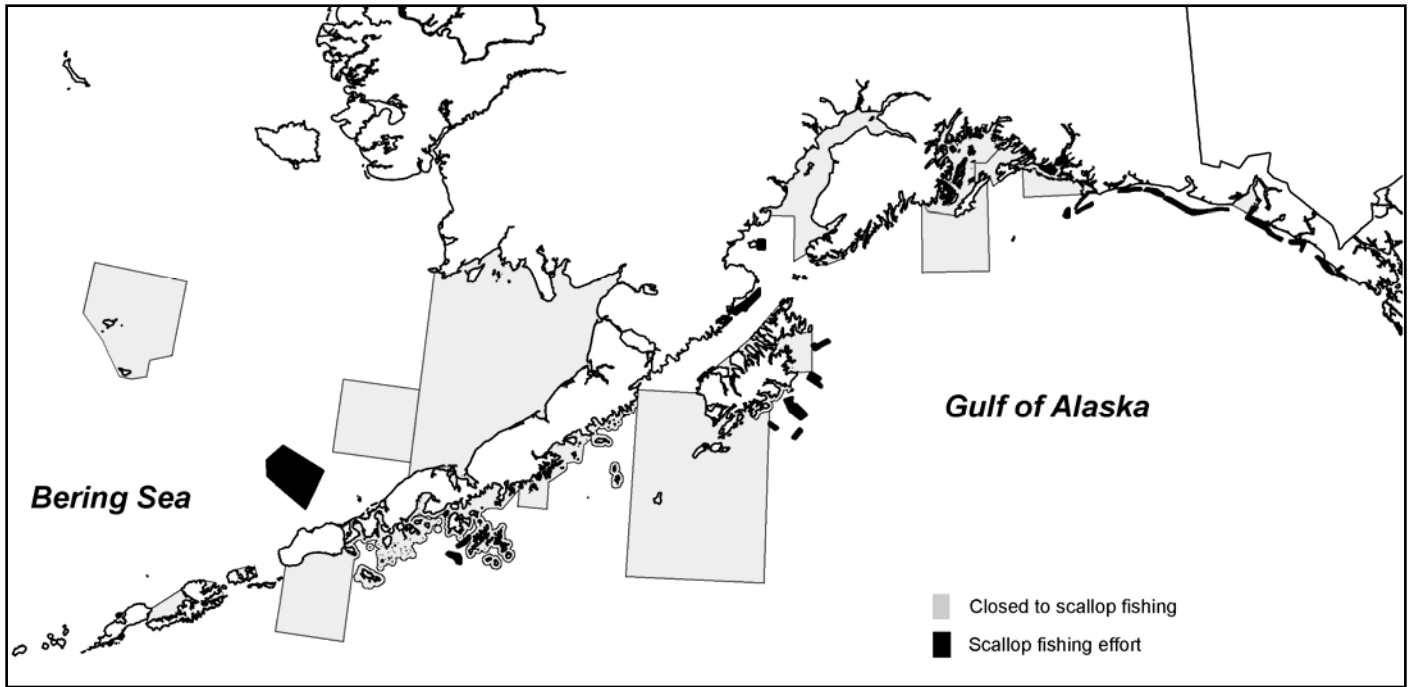 Gulf of Alaska
Bering Sea
Closed to scallop fishing
Scallop fishing effort